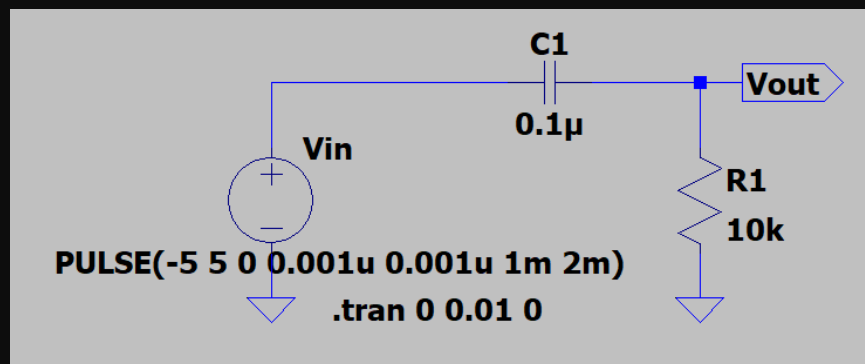 C1
0.1µ
Vout
Vin
R1
10k
PULSE(-5 5 0 0.001u 0.001u 1m 2m)
.tran 0 0.01 0